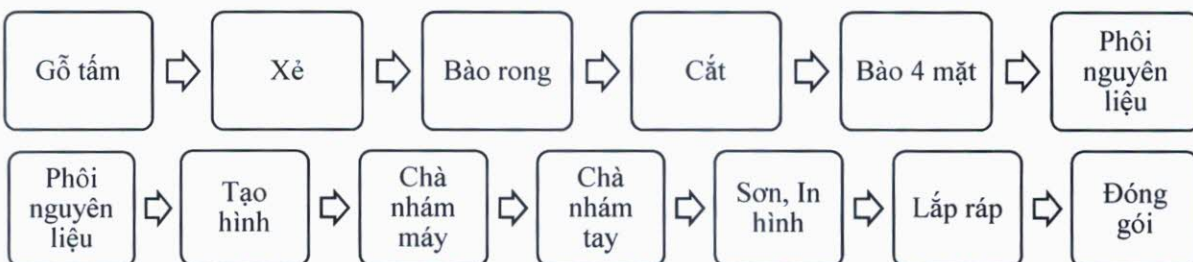 Gỗ tấm
Xẻ
Bào rong
Cắt
Bào 4 mặt
Phôi
nguyên
liệu
Phôi
nguyên
liệu
Tạo
hình
Chà
nhám
máy
Chà
nhám
tay
Sơn, In
hình
Lắp ráp
Đóng
gói